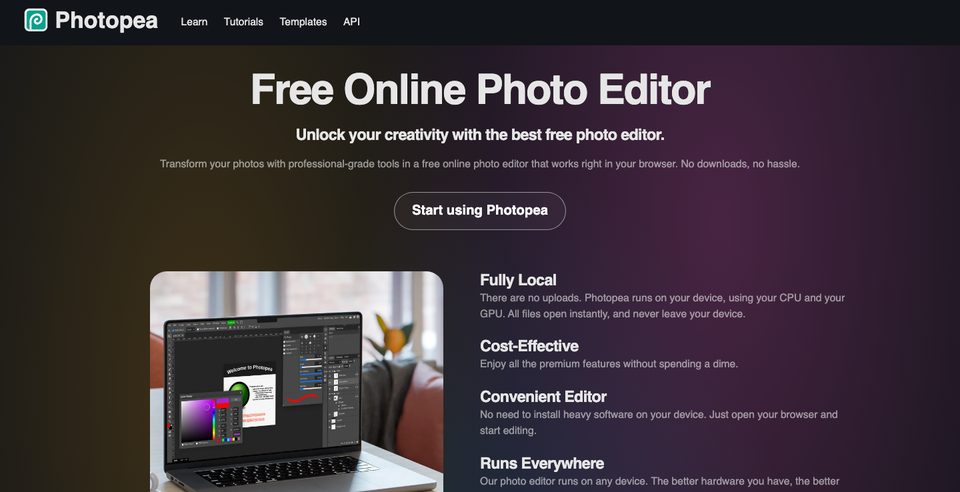 Photopea
Learn
Tutorials
Templates
API
Free Online Photo Editor
Unlock your creativity with the best free photo editor.
Transform your photos with professional-grade tools in a free online photo editor that works right in your browser. No downloads, no hassle.
Start using Photopea
Welcome to Photopea
Fully Local
There are no uploads. Photopea runs on your device, using your CPU and your
GPU. All files open instantly, and never leave your device.
Cost-Effective
Enjoy all the premium features without spending a dime.
Convenient Editor
No need to install heavy software on your device. Just open your browser and
start editing.
Runs Everywhere
Our photo editor runs on any device. The better hardware you have, the better